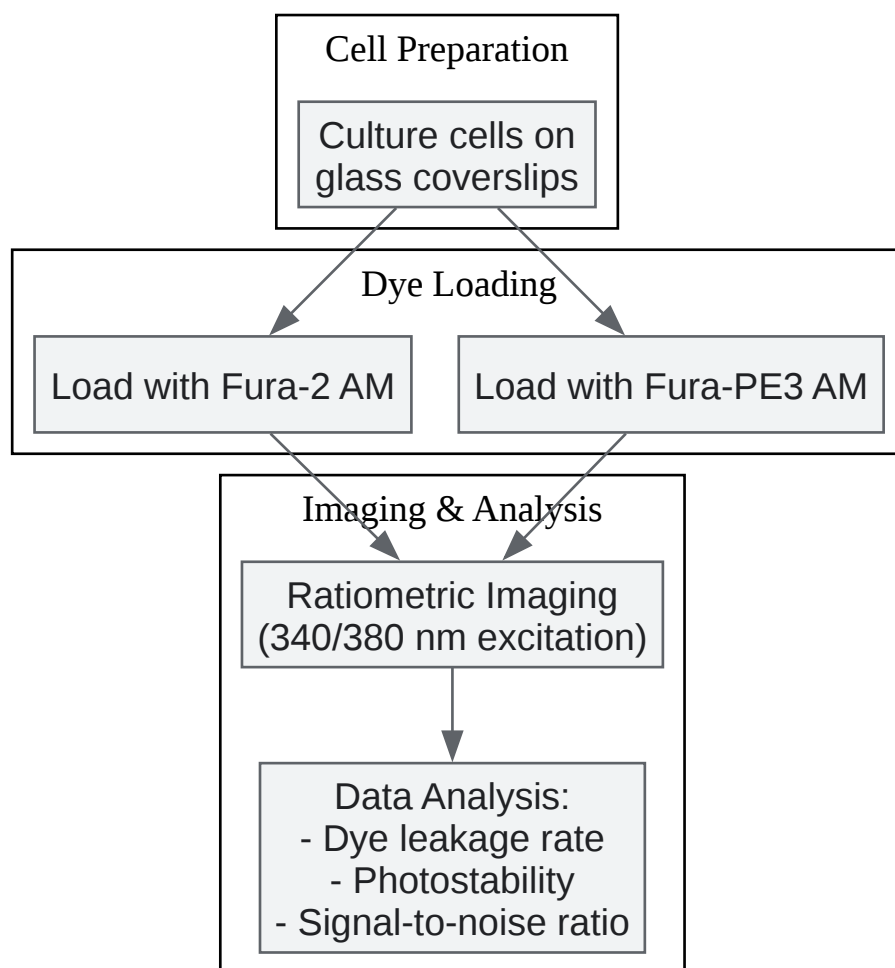 Cell Preparation
Culture cells on
glass coverslips
Dye Loading
Load with Fura-2 AM
Load with Fura-PE3 AM
Imaging & Analysis
Ratiometric Imaging
(340/380 nm excitation)
Data Analysis:
- Dye leakage rate
- Photostability
- Signal-to-noise ratio